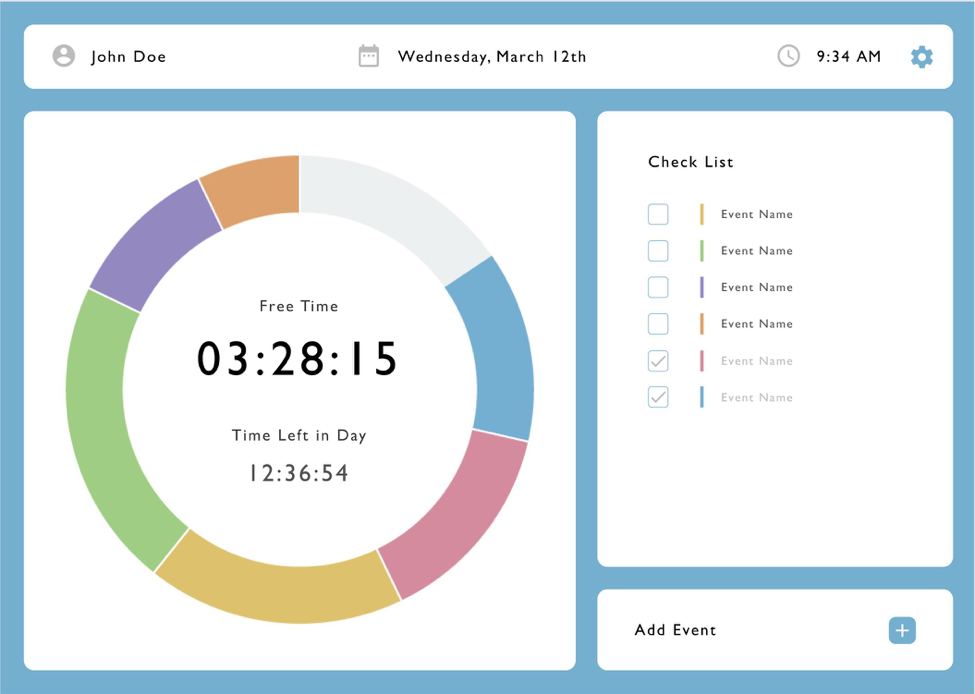 John Doe
Wednesday, March 12th
9:34 AM
Free Time
03:28:15
Time Left in Day
12:36:54
Check List
Event Name
Event Name
Event Name
Event Name
Event Name
Event Name
Add Event